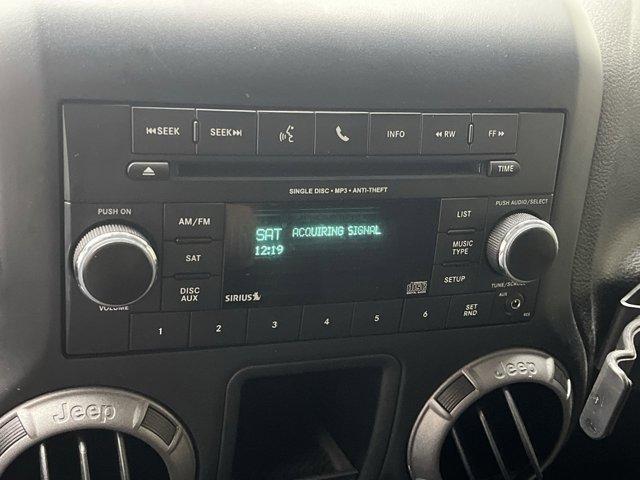 SEEK
SEEK
INFO
RW
FF
TIME
SINGLE DISC • MP3 • ANTI-THEFT
PUSH ON
VOLUME
AM/FM
SAT
DISC
AUX
SAT ACQUIRING SIGNAL
12:19
SIRIUS
LIST
MUSIC
TYPE
SETUP
PUSH AUDIO/SELECT
TUNE/SCROLL
AUX
1
2
3
4
5
6
SET
RND
Jeep
Jeep